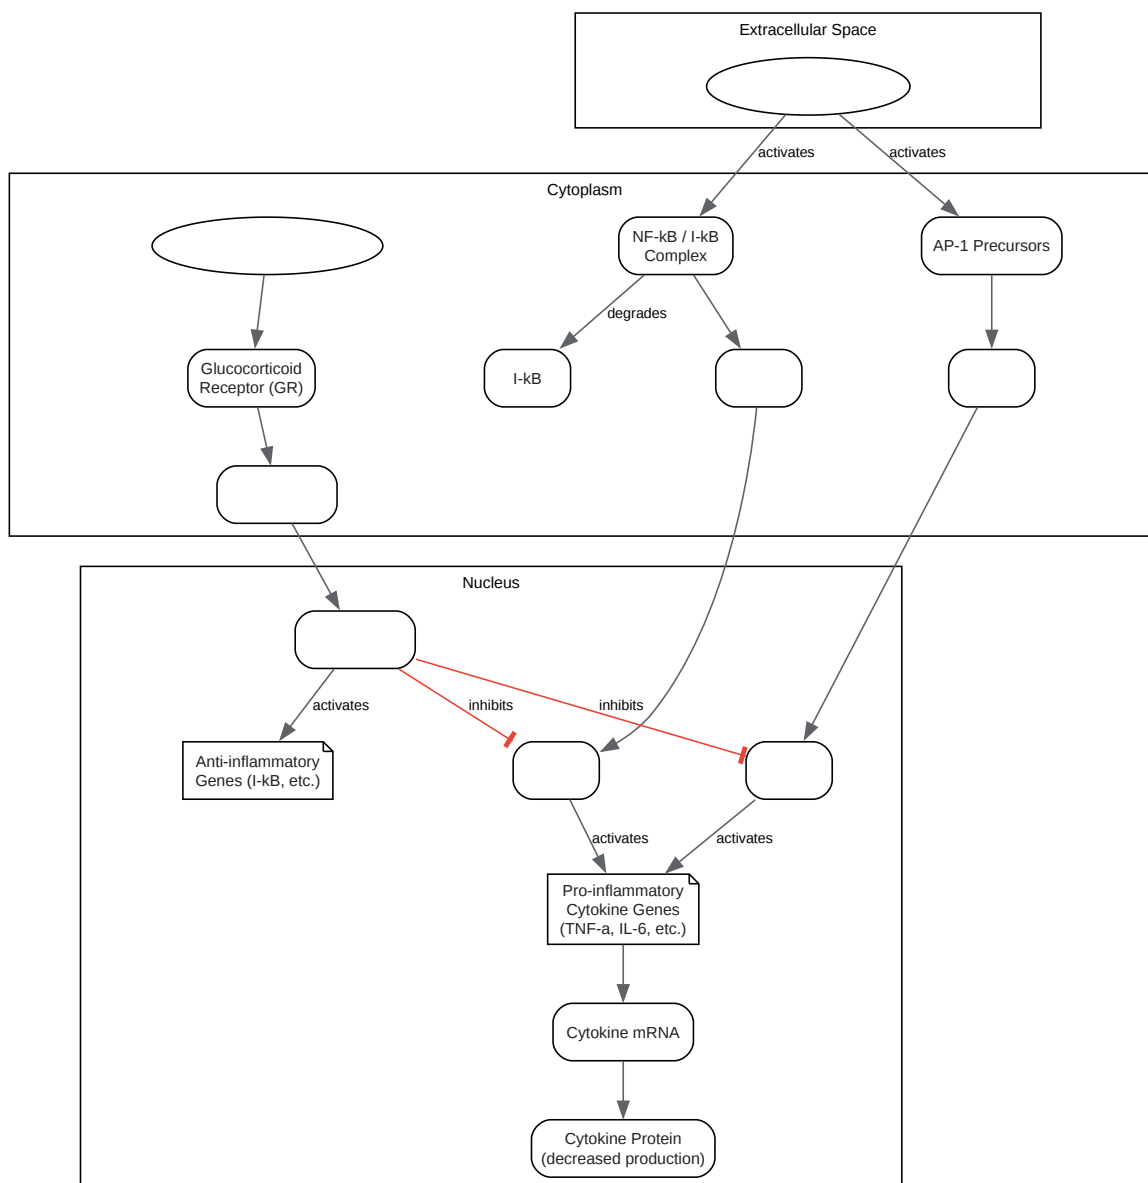 Extracellular Space
activates
activates
Cytoplasm
NF-kB / I-kB
Complex
AP-1 Precursors
degrades
Glucocorticoid
Receptor (GR)
I-kB
Nucleus
activates
inhibits
inhibits
Anti-inflammatory
Genes (I-kB, etc.)
activates
activates
Pro-inflammatory
Cytokine Genes
(TNF-a, IL-6, etc.)
Cytokine mRNA
Cytokine Protein
(decreased production)